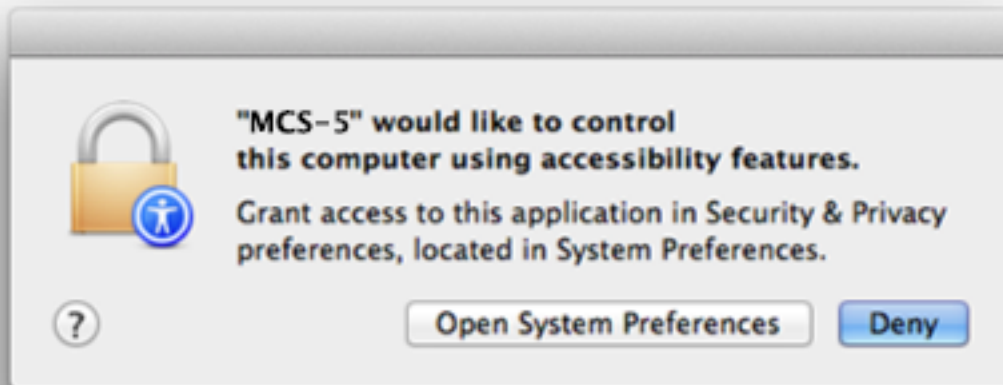 "MCS-5" would like to control
this computer using accessibility features.
Grant access to this application in Security & Privacy
preferences, located in System Preferences.
?
Open System Preferences
Deny